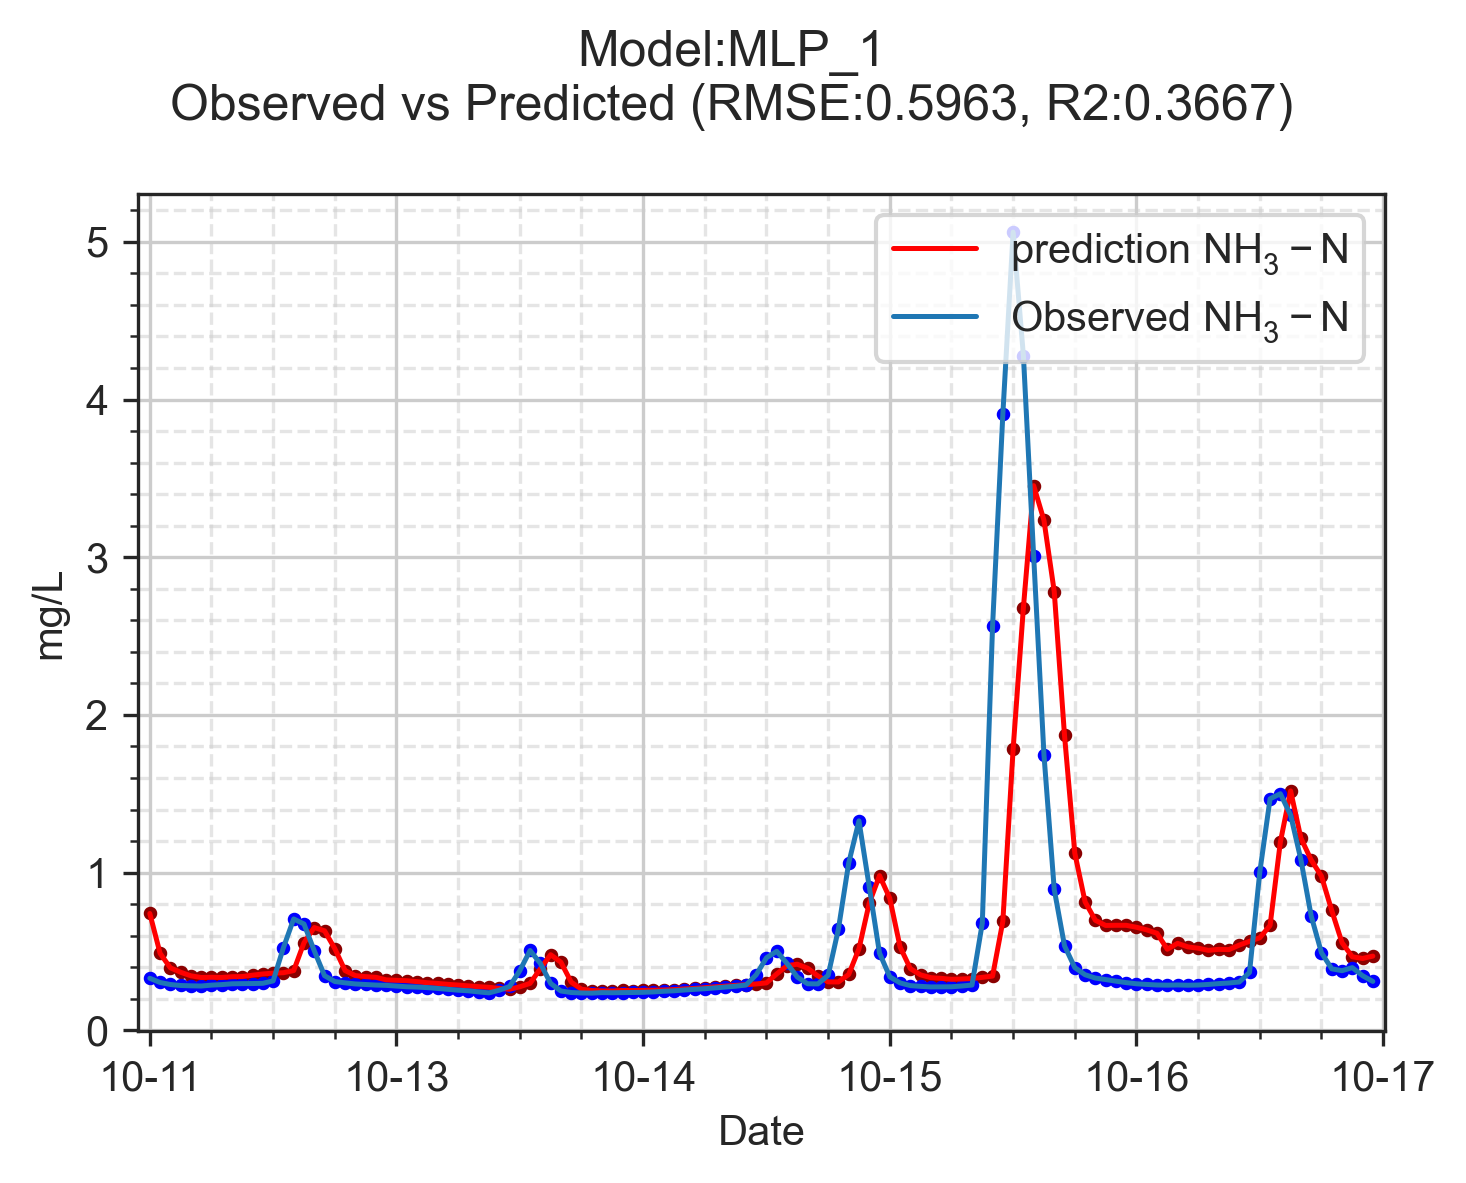 Model:MLP_1
Observed vs Predicted (RMSE:0.5963, R2:0.3667)
prediction NH₃ − N
Observed NH₃ − N
mg/L
5
4
3
2
1
0
10-11 10-13 10-14 10-15 10-16 10-17
Date